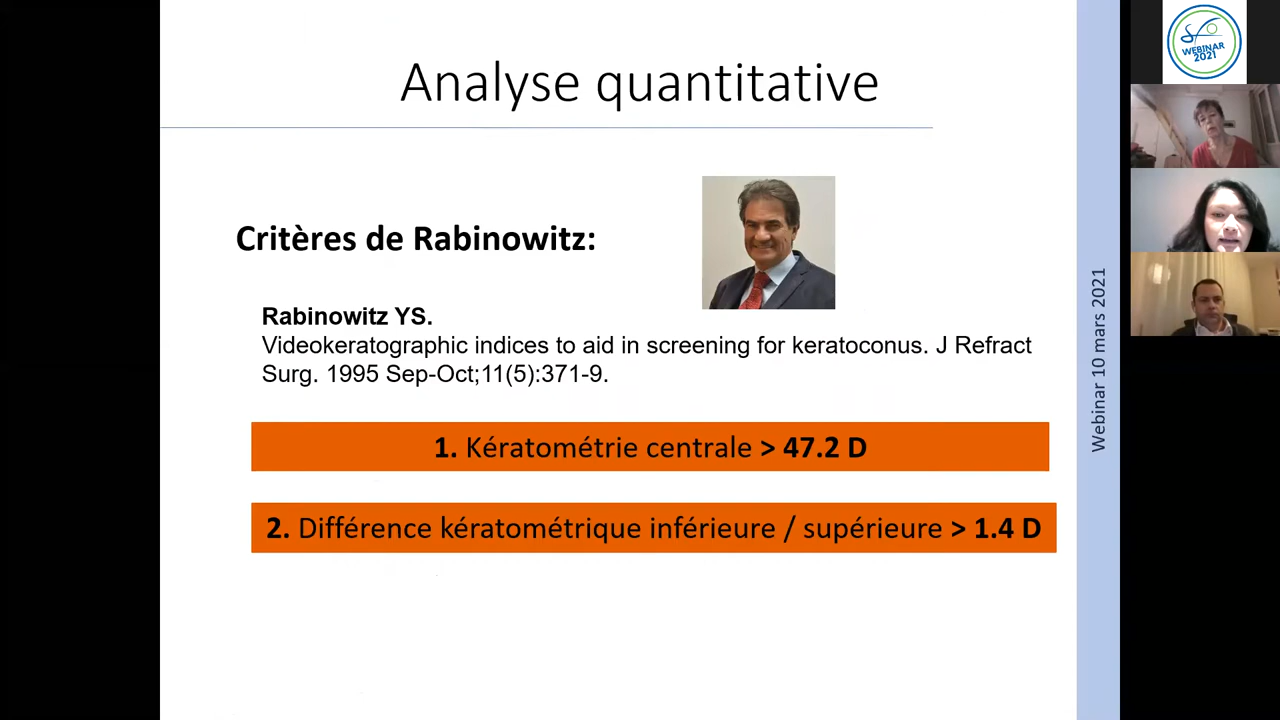 Analyse quantitative
Critères de Rabinowitz:
Rabinowitz YS.
Videokeratographic indices to aid in screening for keratoconus. J Refract
Surg. 1995 Sep-Oct;11(5):371-9.
1. Kératométrie centrale > 47.2 D
2. Différence kératométrique inférieure / supérieure > 1.4 D
Webinar 10 mars 2021
SFO
WEBINAR
2021